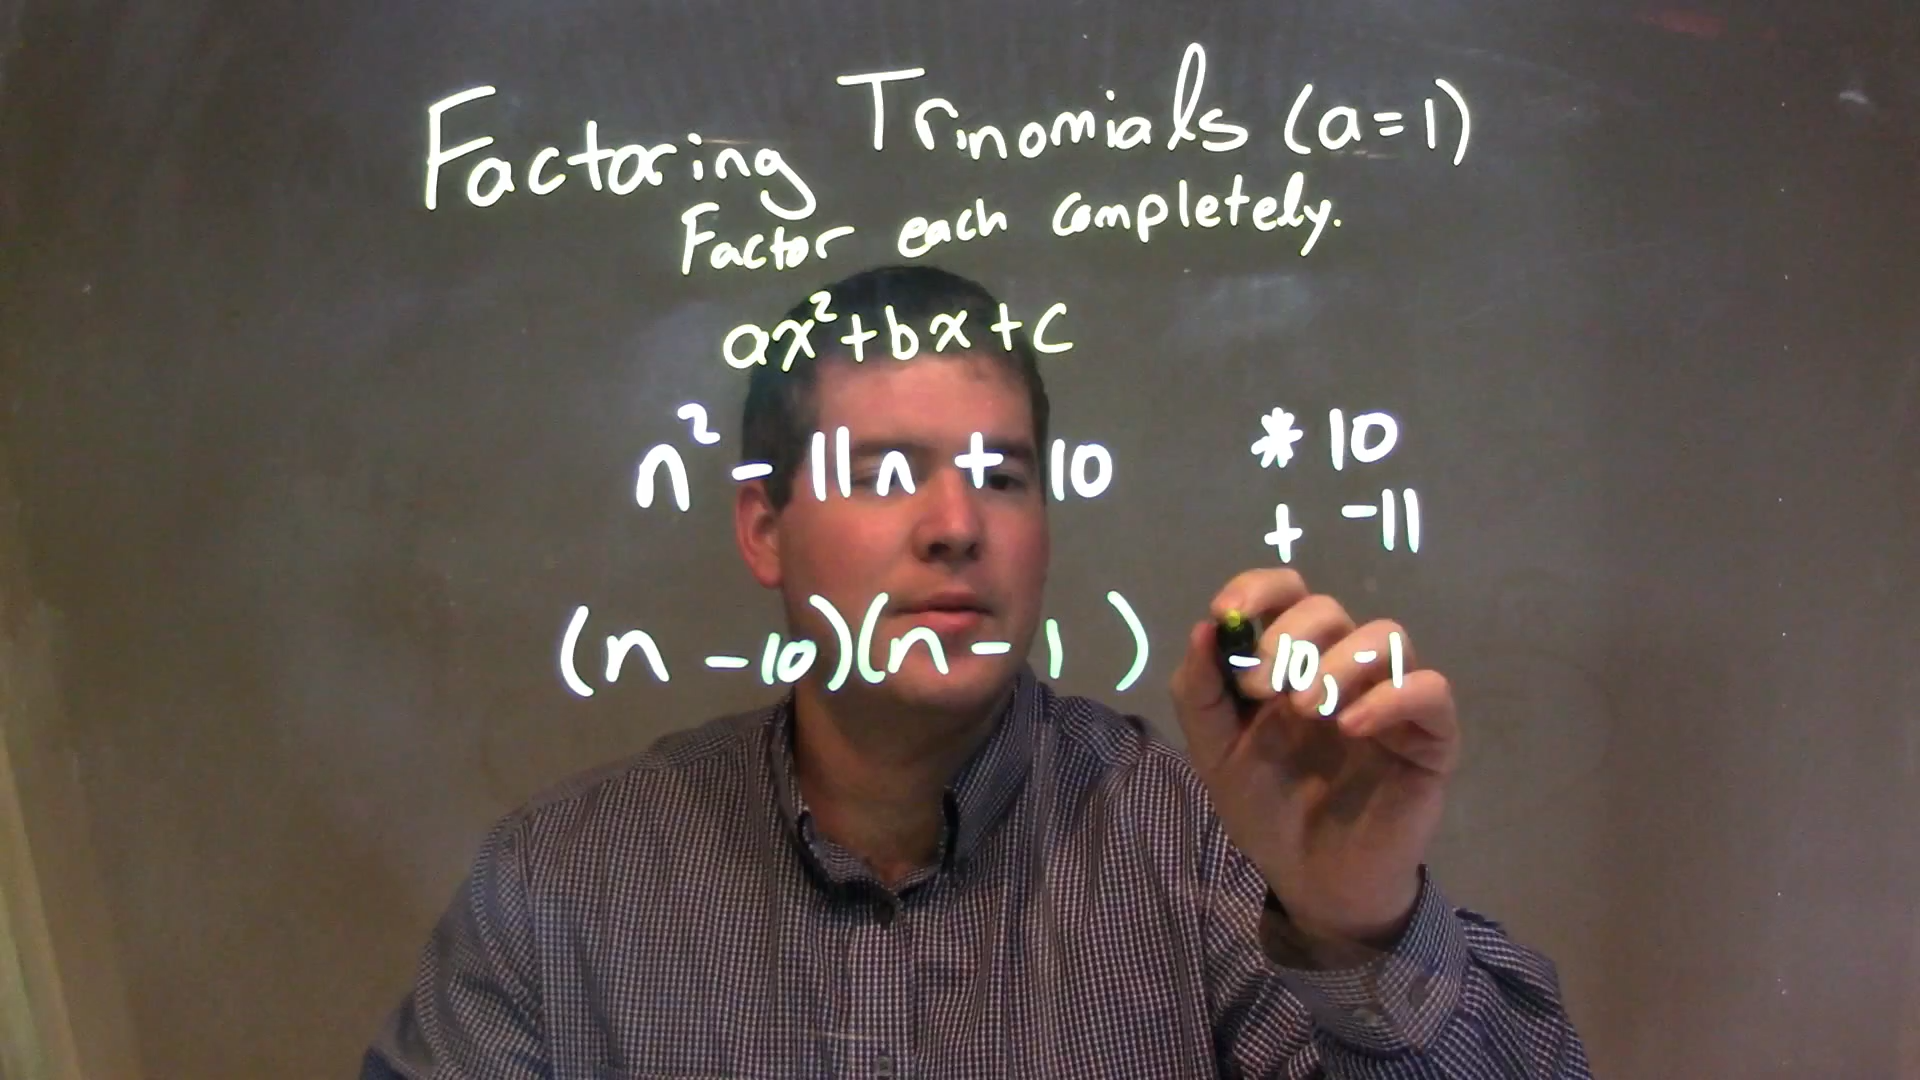 Factoring Trinomials (a=1)
Factor each completely.
ax²+bx+c
n² - 11n + 10
* 10
+ -11
(n - 10)(n - 1)
-10, -1